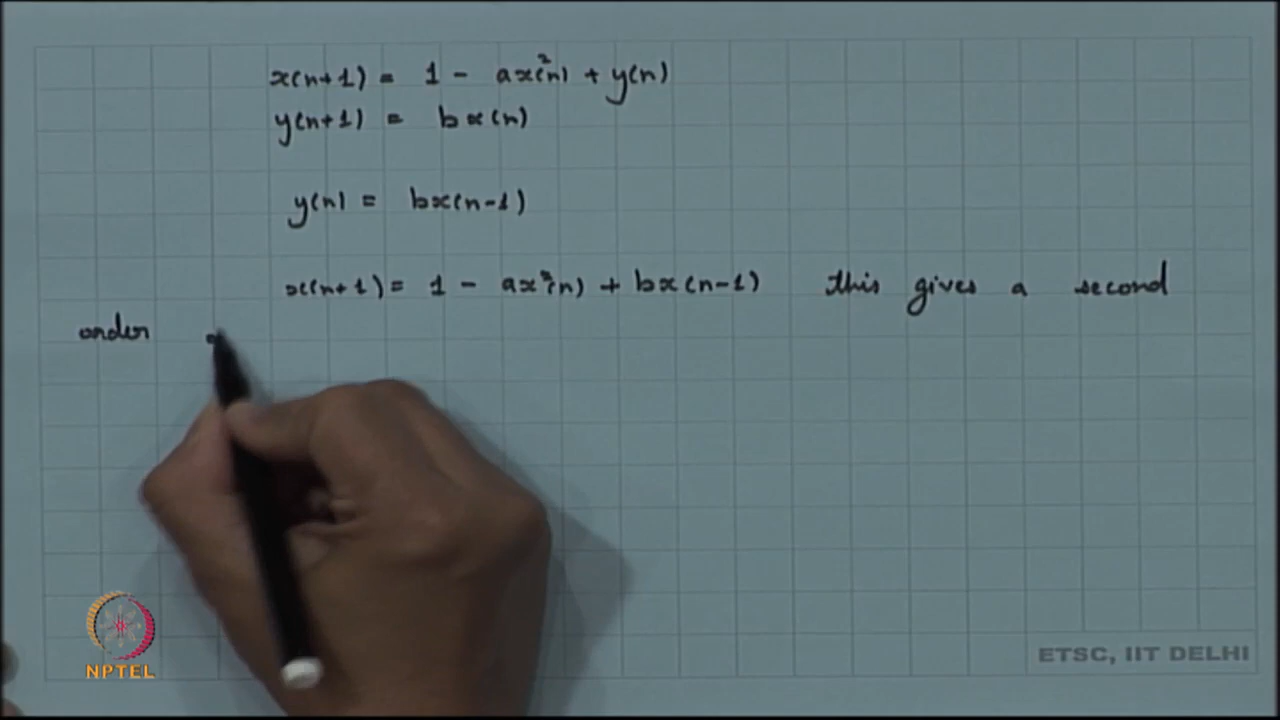 x(n+1) = 1 - ax²(n) + y(n)
y(n+1) = bx(n)
y(n) = bx(n-1)
x(n+1) = 1 - ax²(n) + bx(n-1) this gives a second
order
NPTEL
ETSC, IIT DELHI